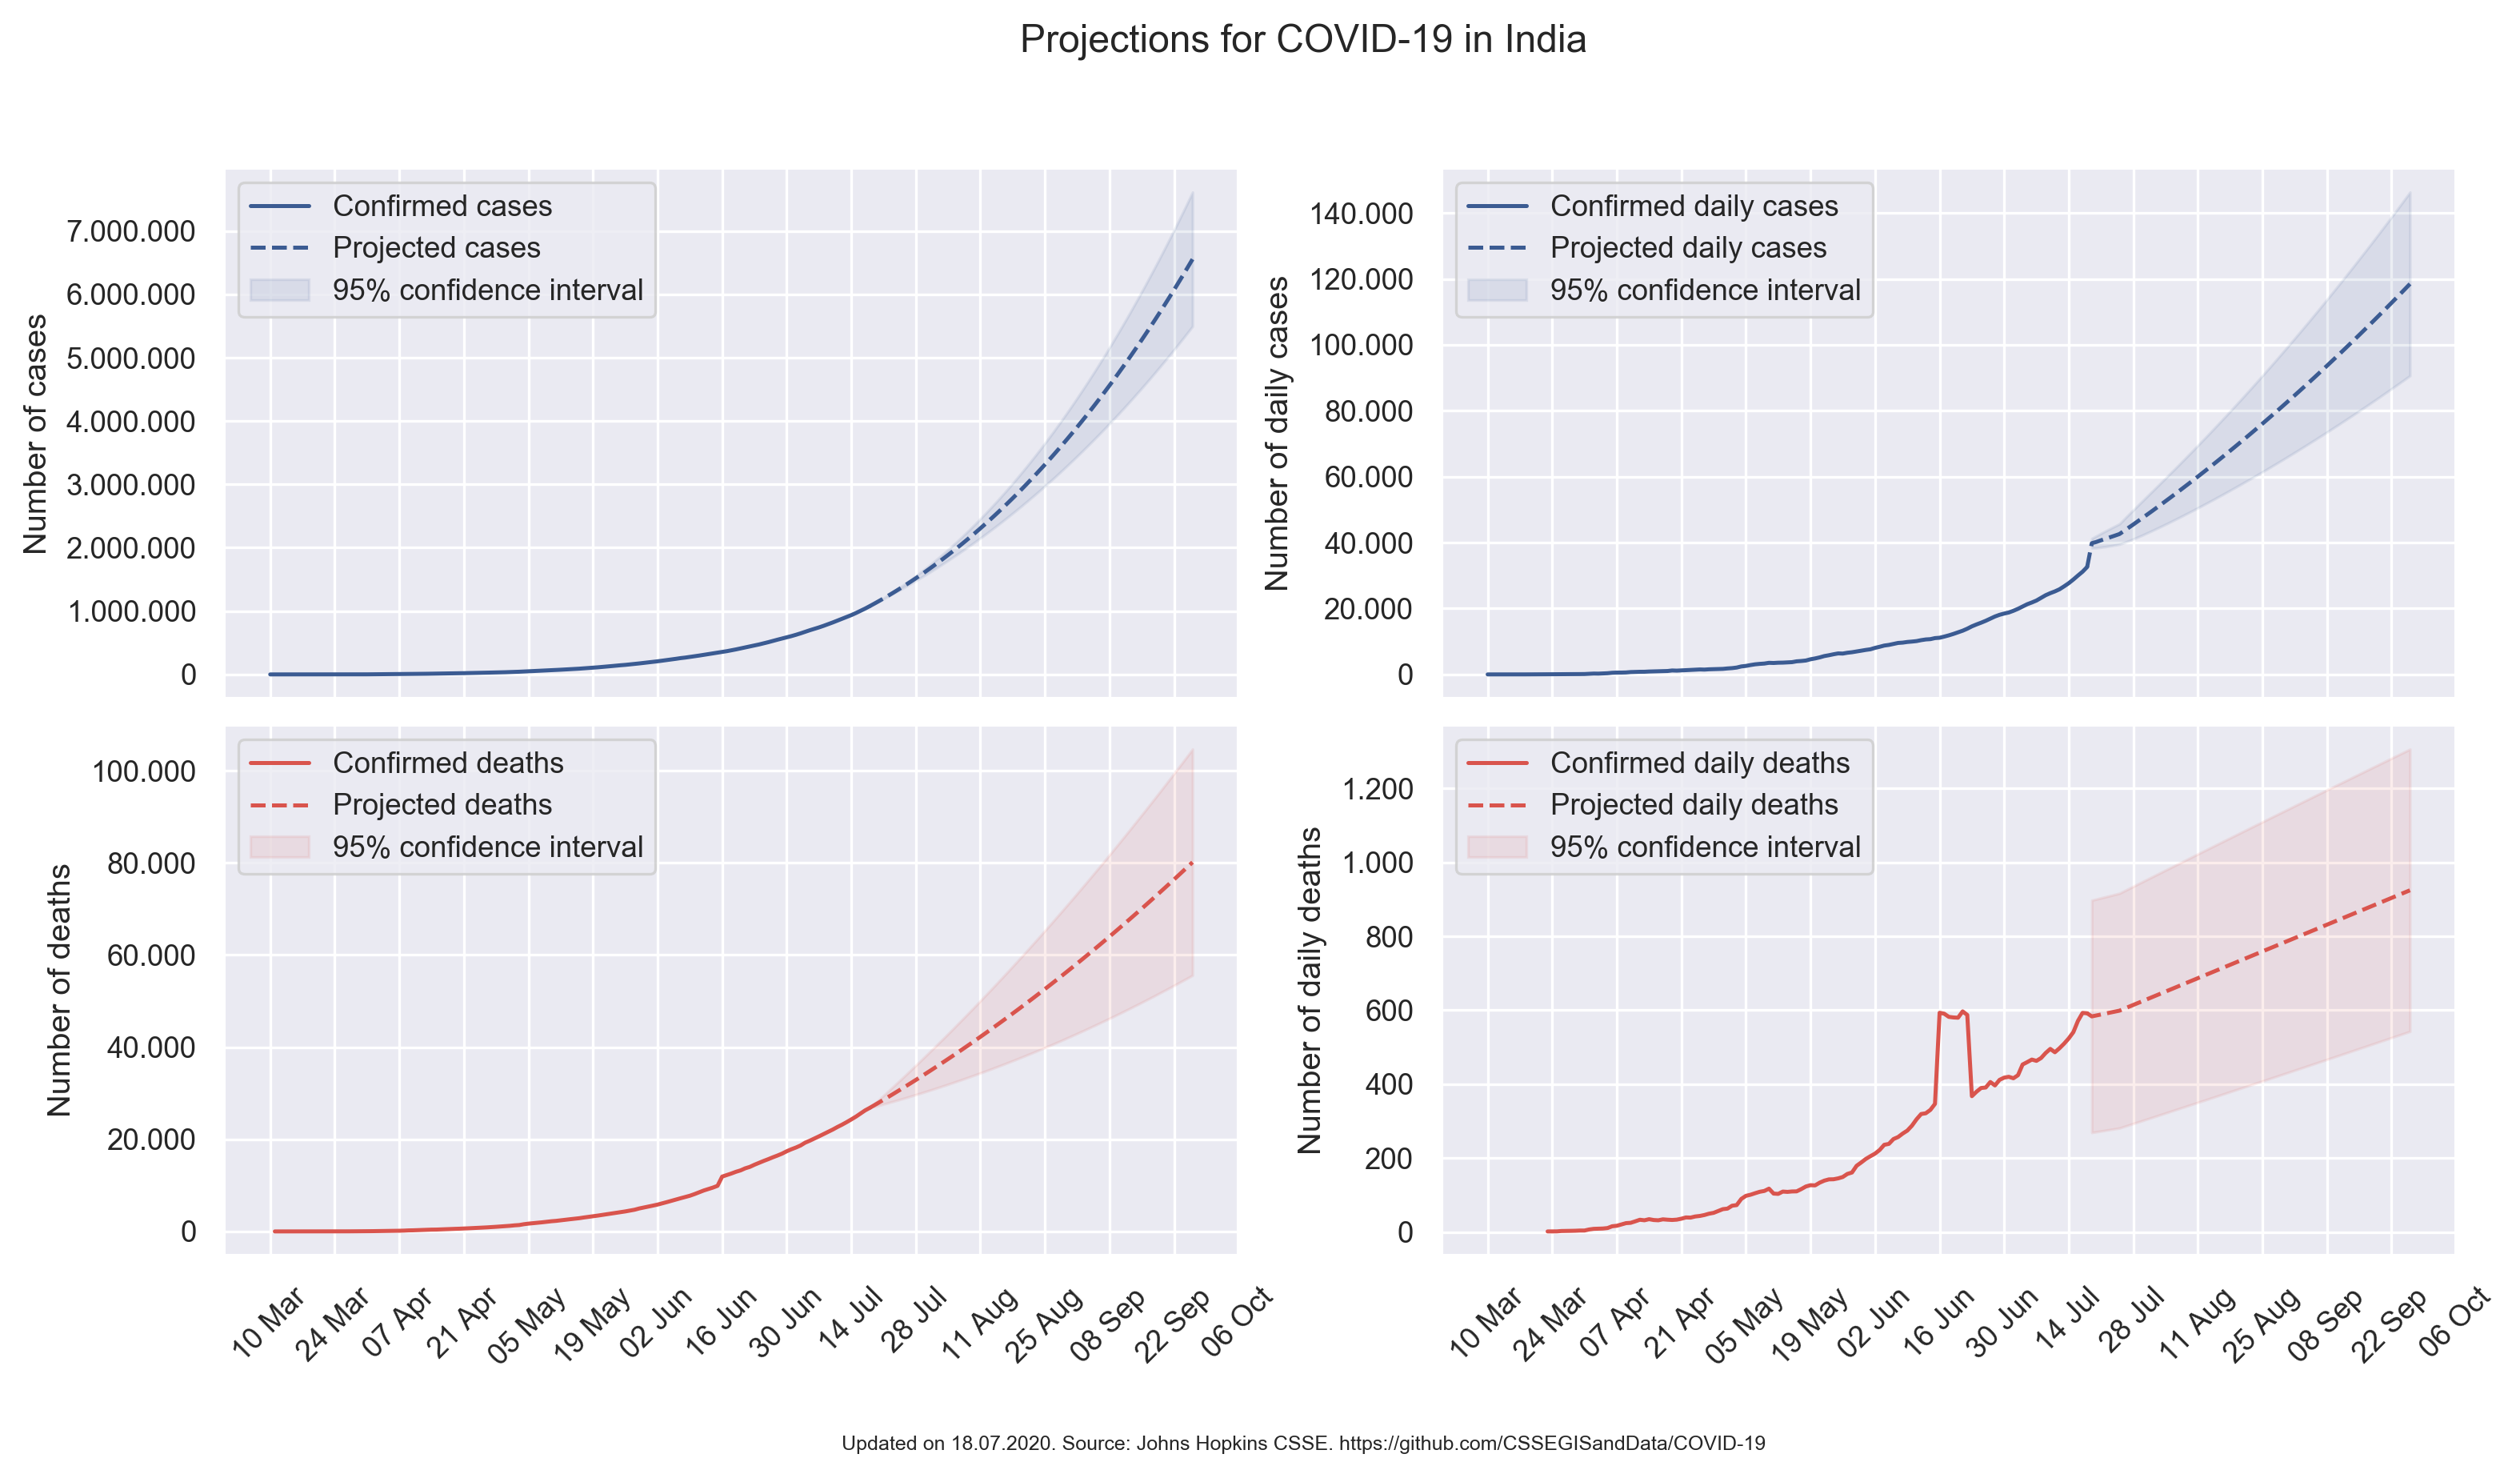 Projections for COVID-19 in India
Number of cases
7.000.000
6.000.000
5.000.000
4.000.000
3.000.000
2.000.000
1.000.000
0
Confirmed cases
Projected cases
95% confidence interval
Number of daily cases
140.000
120.000
100.000
80.000
60.000
40.000
20.000
0
Confirmed daily cases
Projected daily cases
95% confidence interval
Number of deaths
100.000
80.000
60.000
40.000
20.000
0
Confirmed deaths
Projected deaths
95% confidence interval
10 Mar
24 Mar
07 Apr
21 Apr
05 May
19 May
02 Jun
16 Jun
30 Jun
14 Jul
28 Jul
11 Aug
25 Aug
08 Sep
22 Sep
06 Oct
Number of daily deaths
1.200
1.000
800
600
400
200
0
Confirmed daily deaths
Projected daily deaths
95% confidence interval
10 Mar
24 Mar
07 Apr
21 Apr
05 May
19 May
02 Jun
16 Jun
30 Jun
14 Jul
28 Jul
11 Aug
25 Aug
08 Sep
22 Sep
06 Oct
Updated on 18.07.2020. Source: Johns Hopkins CSSE. https://github.com/CSSEGISandData/COVID-19